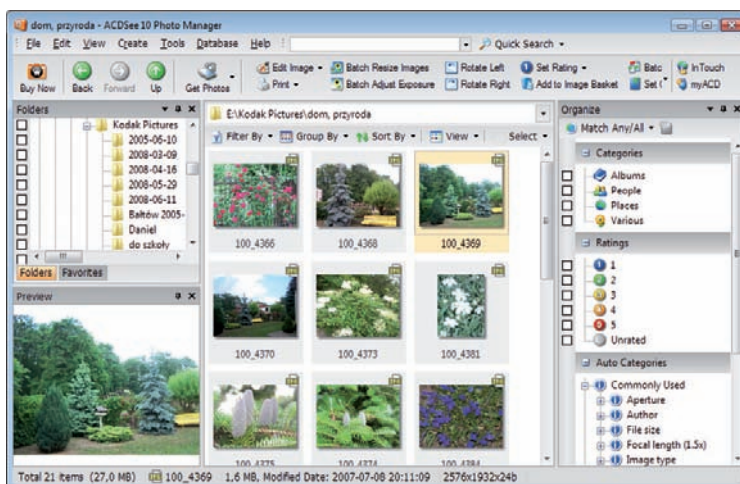 dom, przyroda - ACDSee 10 Photo Manager
File Edit View Create Tools Database Help Quick Search
Edit Image Batch Resize Images Rotate Left Set Rating Batc InTouch
Buy Now Back Forward Up Get Photos Print Batch Adjust Exposure Rotate Right Add to Image Basket Set ( myACD
Folders
Kodak Pictures
2005-06-10
2008-03-09
2008-04-16
2008-05-29
2008-06-11
Bałtów 2005-
Daniel
do szkoły
Folders Favorites
Preview
E:\Kodak Pictures\dom, przyroda
Filter By Group By Sort By View Select
100_4366 100_4368 100_4369
100_4370 100_4373 100_4381
100_4375 100_4374 100_4384
Organize
Match Any/All
Categories
Albums
People
Places
Various
Ratings
1
2
3
4
5
Unrated
Auto Categories
Commonly Used
Aperture
Author
File size
Focal length (1.5x)
Image type
Total 21 items (27,0 MB) 100_4369 1,6 MB, Modified Date: 2007-07-08 20:11:09 2576x1932x24b